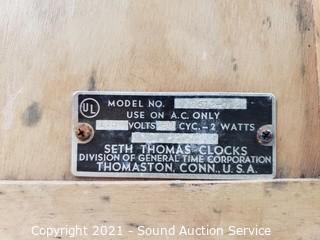 UL
MODEL NO.
USE ON A.C. ONLY
VOLTS CYC.-2 WATTS
SETH THOMAS CLOCKS
DIVISION OF GENERAL TIME CORPORATION
THOMASTON, CONN., U.S.A.
Copyright 2021 - Sound Auction Service